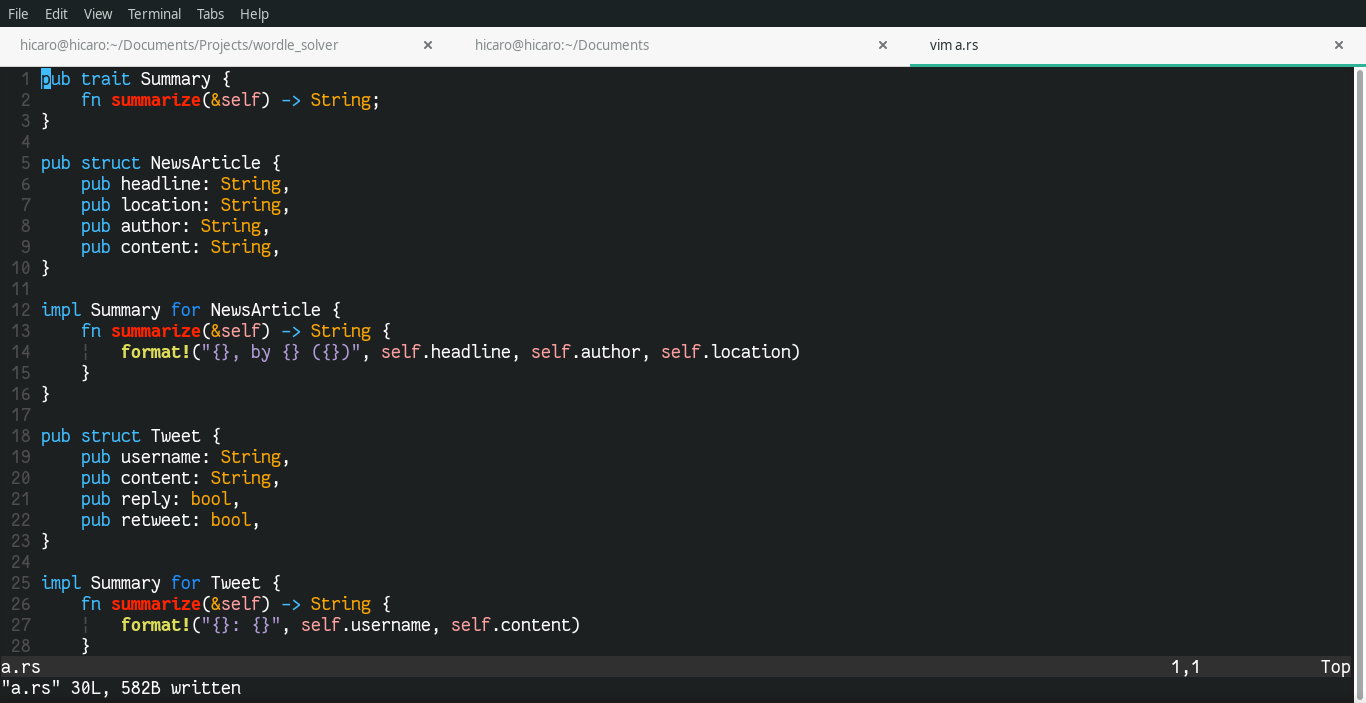 File Edit View Terminal Tabs Help
hicaro@hicaro:~/Documents/Projects/wordle_solver × hicaro@hicaro:~/Documents × vim a.rs ×
1 pub trait Summary {
2     fn summarize(&self) -> String;
3 }
4
5 pub struct NewsArticle {
6     pub headline: String,
7     pub location: String,
8     pub author: String,
9     pub content: String,
10 }
11
12 impl Summary for NewsArticle {
13     fn summarize(&self) -> String {
14     ¦   format!("{}, by {} ({})", self.headline, self.author, self.location)
15     }
16 }
17
18 pub struct Tweet {
19     pub username: String,
20     pub content: String,
21     pub reply: bool,
22     pub retweet: bool,
23 }
24
25 impl Summary for Tweet {
26     fn summarize(&self) -> String {
27     ¦   format!("{}: {}", self.username, self.content)
28     }
a.rs 1,1 Top
"a.rs" 30L, 582B written